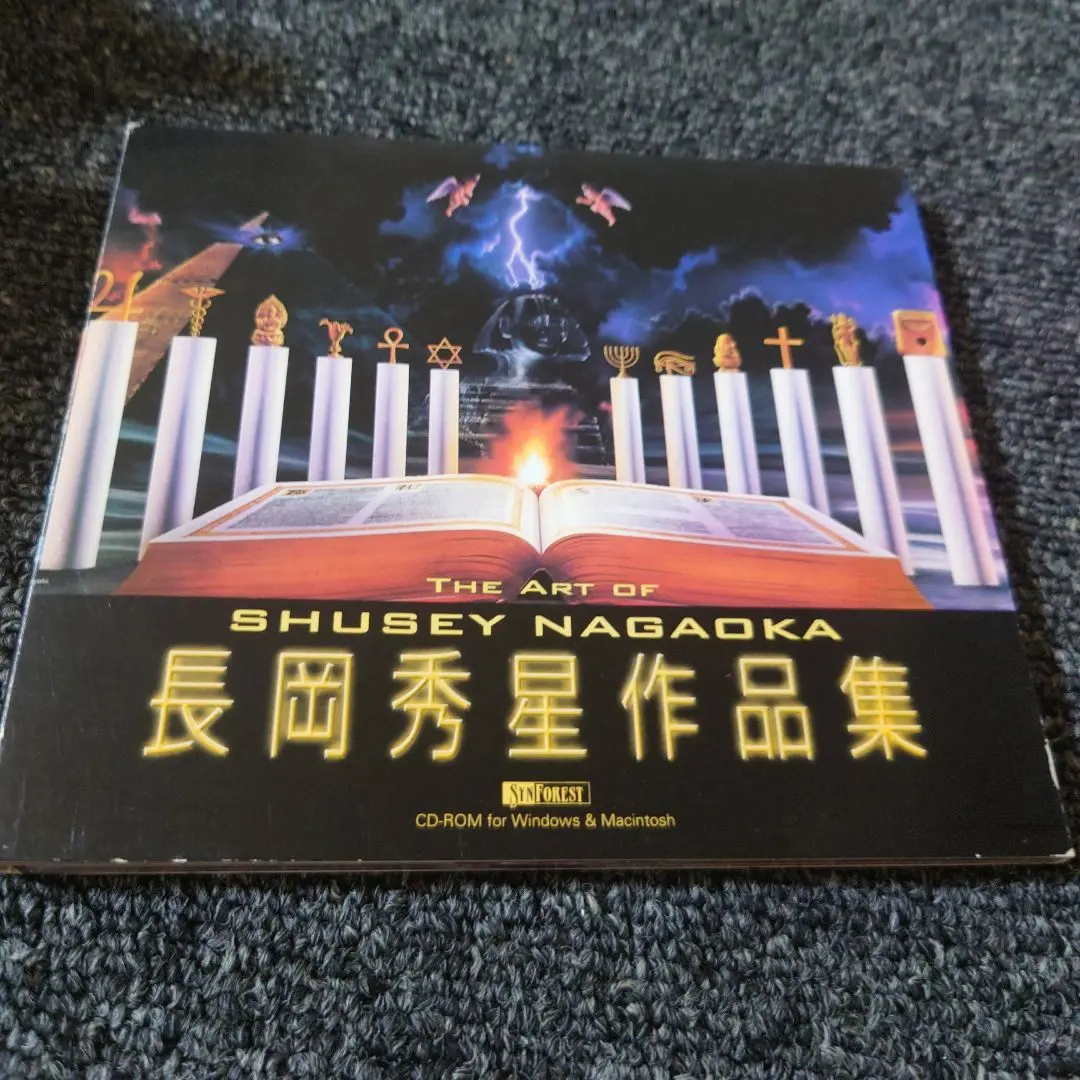 THE ART OF
SHUSEY NAGAOKA
長岡秀星作品集
SYNFOREST
CD-ROM for Windows & Macintosh